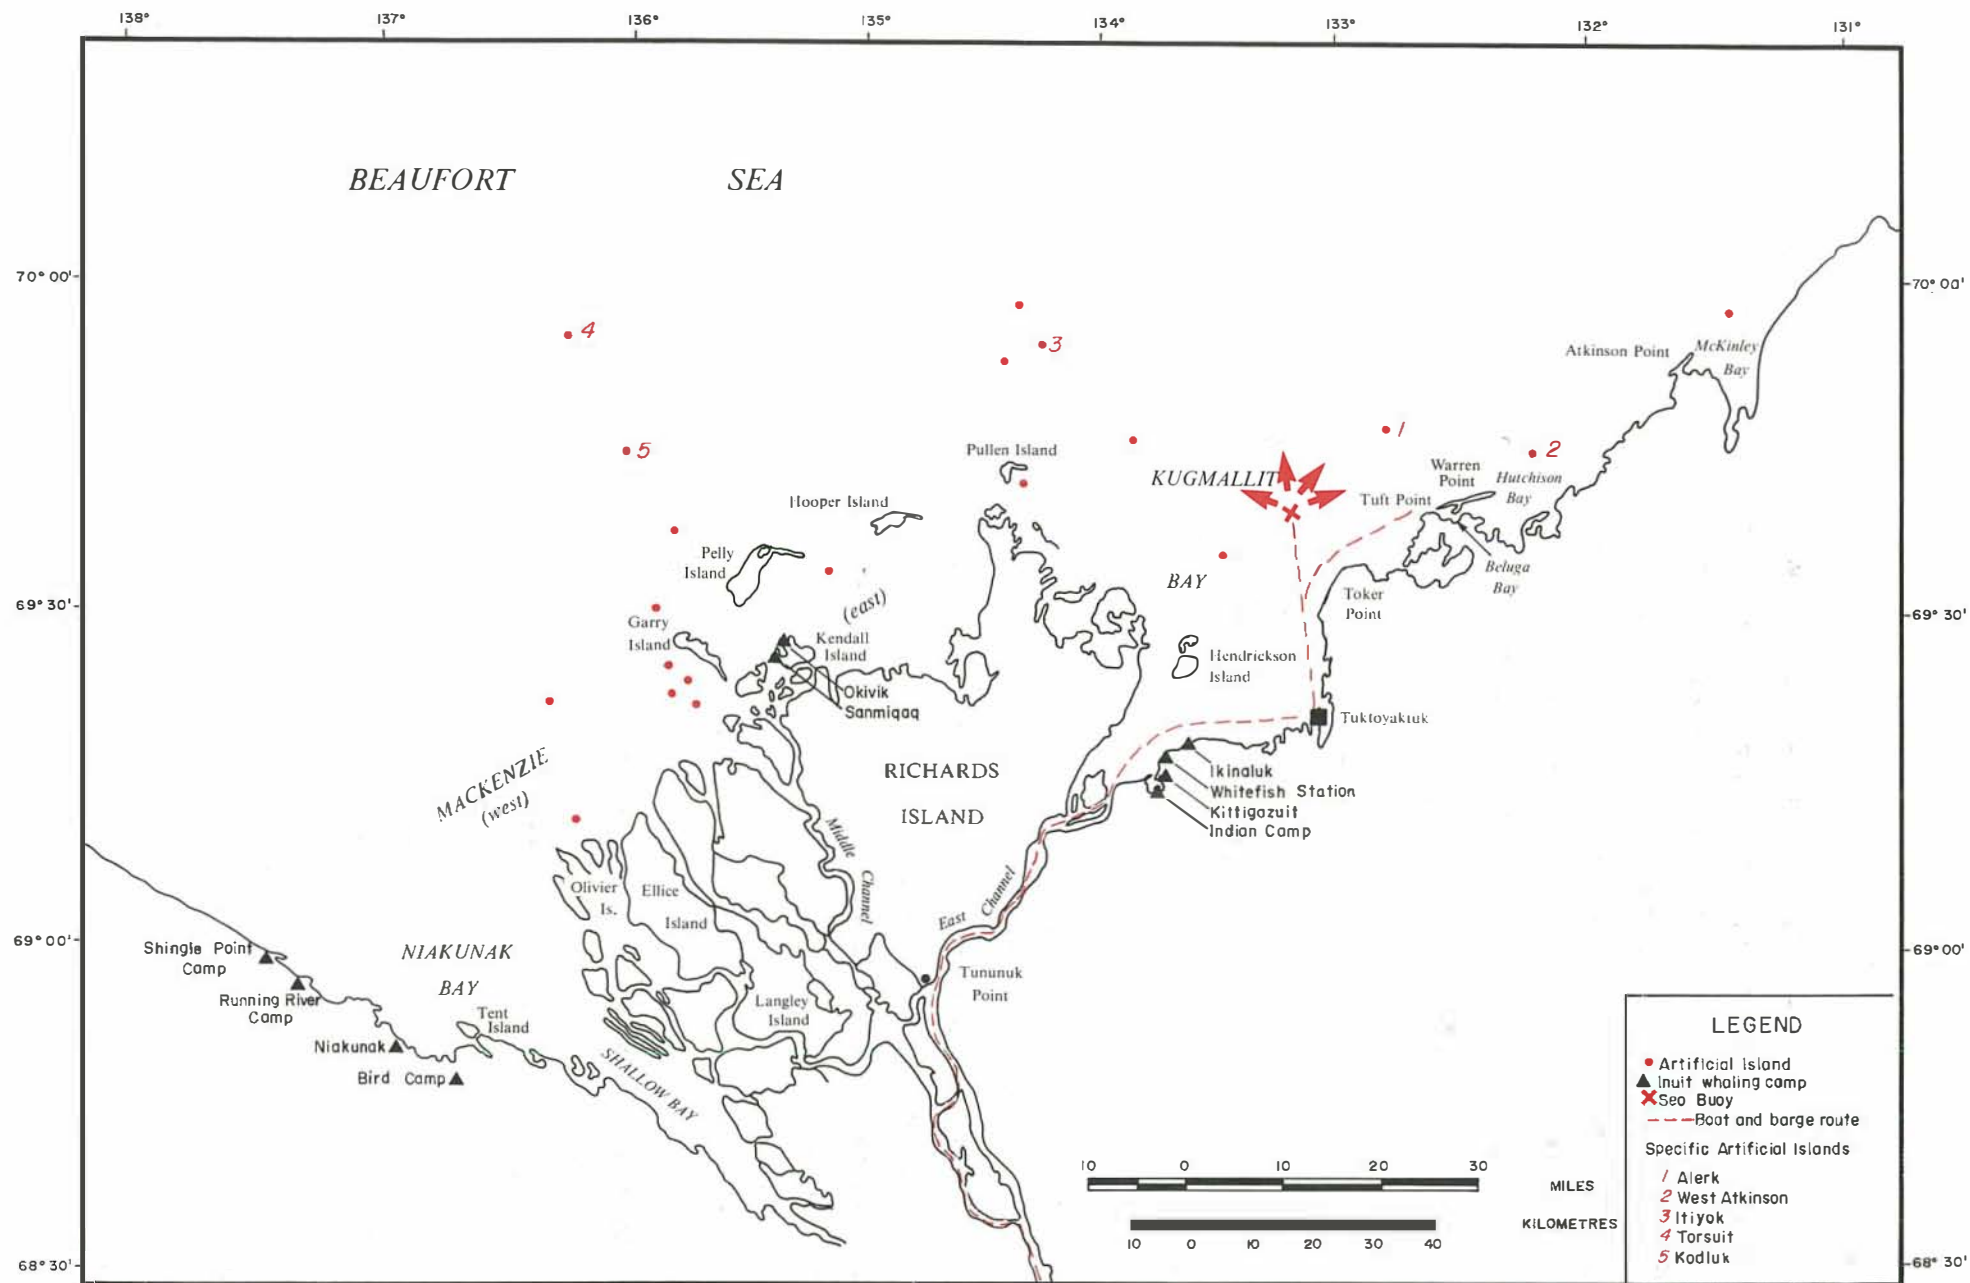 138° 137° 136° 135° 134° 133° 132° 131°
BEAUFORT SEA
70° 00' 70° 00'
4
3
Atkinson Point
McKinley
Bay
1
2
5
Pullen Island
KUGMALLIT
Warren
Point
Hutchison
Bay
Tuft Point
Hooper Island
Pelly
Island
BAY
Beluga
Bay
(east)
69° 30' 69° 30'
Toker
Point
Garry
Island
Kendall
Island
Hendrickson
Island
Okivik
Sanmiqaq
Tuktoyaktuk
MACKENZIE
(west)
RICHARDS
ISLAND
Ikinaluk
Whitefish Station
Kittigazuit
Indian Camp
Middle
Channel
East Channel
Olivier
Is.
Ellice
Island
69° 00' 69° 00'
Shingle Point
Camp
NIAKUNAK
BAY
Running River
Camp
Tununuk
Point
Langley
Island
Tent
Island
Niakunak
Bird Camp
SHALLOW BAY
LEGEND
Artificial Island
Inuit whaling camp
Sea Buoy
Boat and barge route
Specific Artificial Islands
1 Alerk
2 West Atkinson
3 Itiyok
4 Torsuit
5 Kodluk
10 0 10 20 30
MILES
KILOMETRES
10 0 10 20 30 40
68° 30' 68° 30'